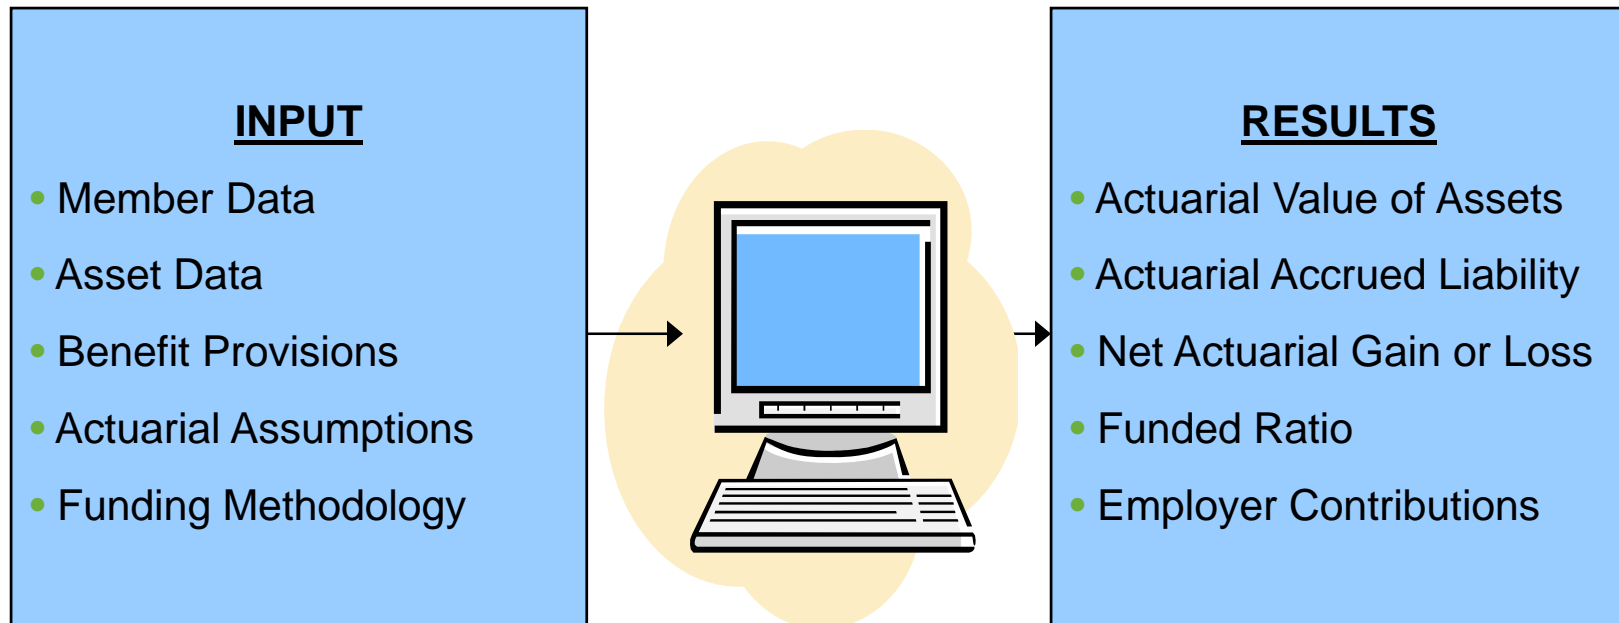 INPUT
• Member Data
• Asset Data
• Benefit Provisions
• Actuarial Assumptions
• Funding Methodology
RESULTS
• Actuarial Value of Assets
• Actuarial Accrued Liability
• Net Actuarial Gain or Loss
• Funded Ratio
• Employer Contributions